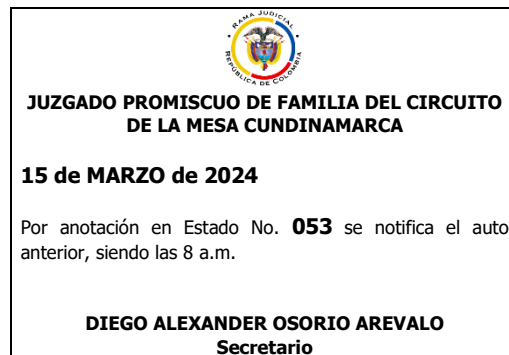 RAMA JUDICIAL
REPÚBLICA DE COLOMBIA
JUZGADO PROMISCUO DE FAMILIA DEL CIRCUITO
DE LA MESA CUNDINAMARCA
15 de MARZO de 2024
Por anotación en Estado No. 053 se notifica el auto
anterior, siendo las 8 a.m.
DIEGO ALEXANDER OSORIO AREVALO
Secretario